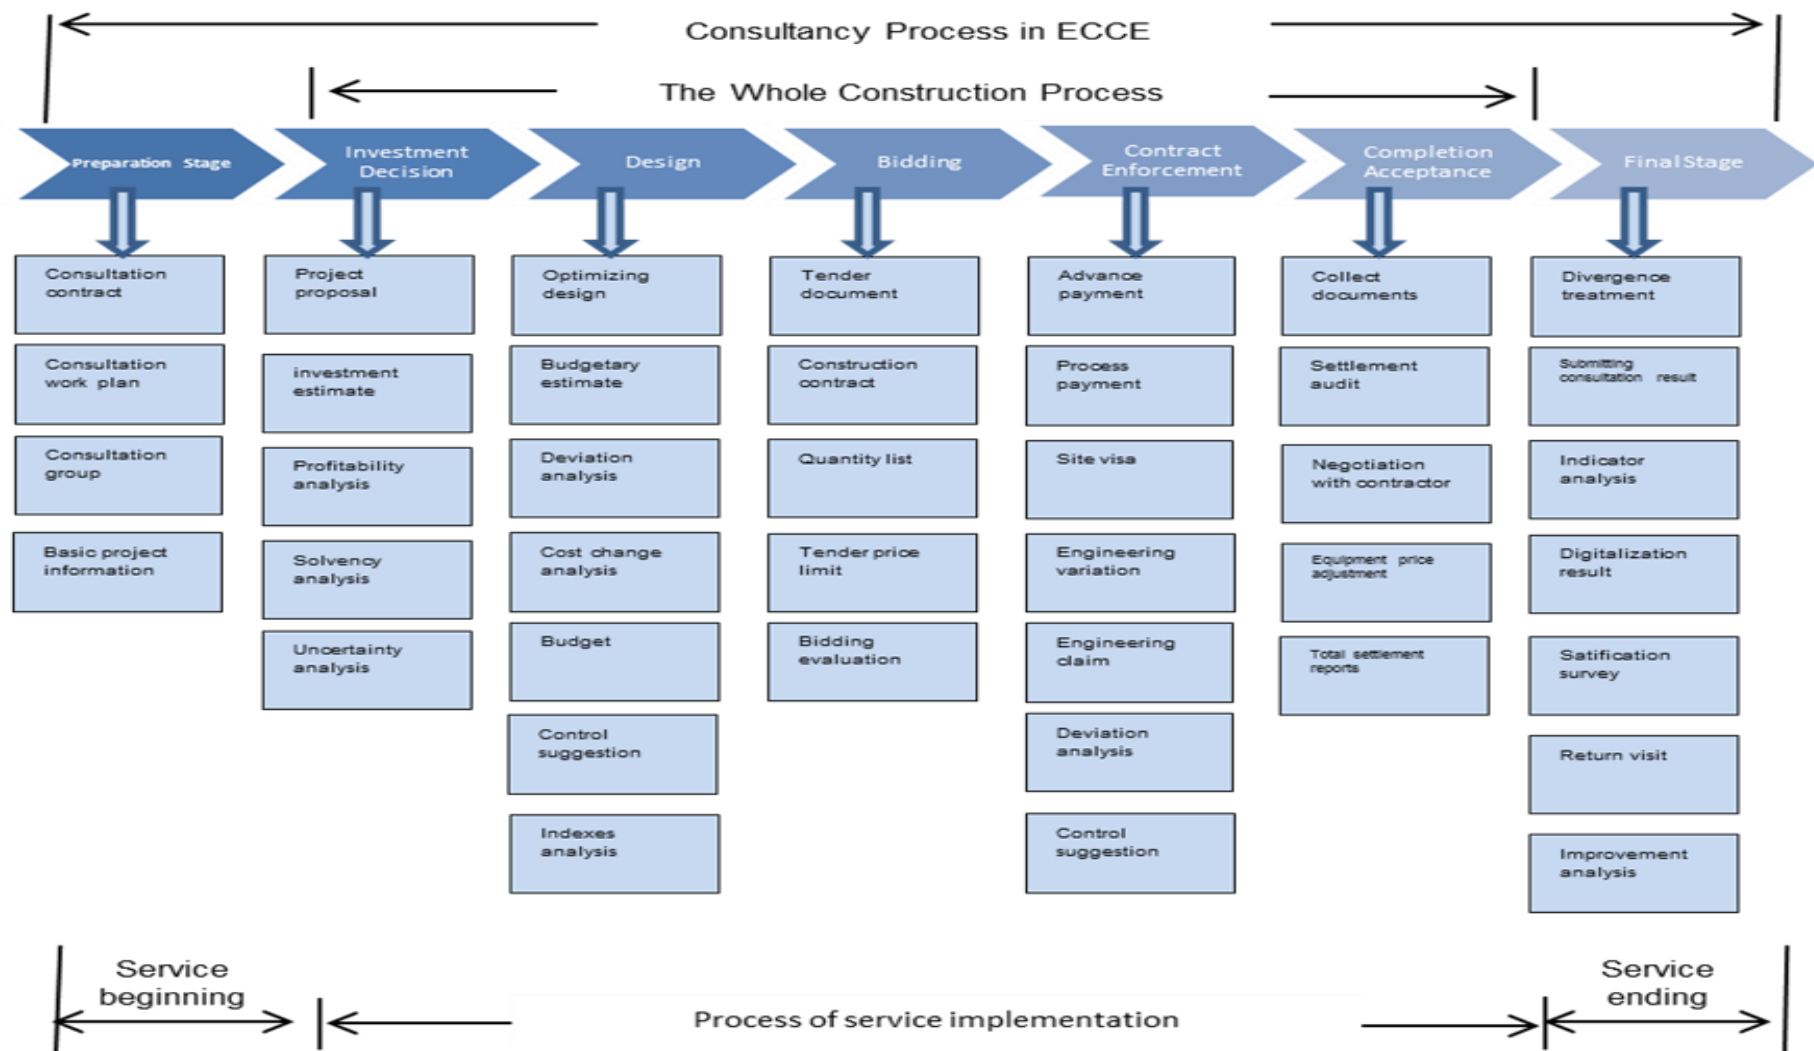 Consultancy Process in ECCE
The Whole Construction Process
Preparation Stage
Investment
Decision
Design
Bidding
Contract
Enforcement
Completion
Acceptance
Final Stage
Consultation
contract
Consultation
work plan
Consultation
group
Basic project
information
Project
proposal
investment
estimate
Profitability
analysis
Solvency
analysis
Uncertainty
analysis
Optimizing
design
Budgetary
estimate
Deviation
analysis
Cost change
analysis
Budget
Control
suggestion
Indexes
analysis
Tender
document
Construction
contract
Quantity list
Tender price
limit
Bidding
evaluation
Advance
payment
Process
payment
Site visa
Engineering
variation
Engineering
claim
Deviation
analysis
Control
suggestion
Collect
documents
Settlement
audit
Negotiation
with contractor
Equipment price
adjustment
Total settlement
reports
Divergence
treatment
Submitting
consultation result
Indicator
analysis
Digitalization
result
Satification
survey
Return visit
Improvement
analysis
Service
beginning
Process of service implementation
Service
ending